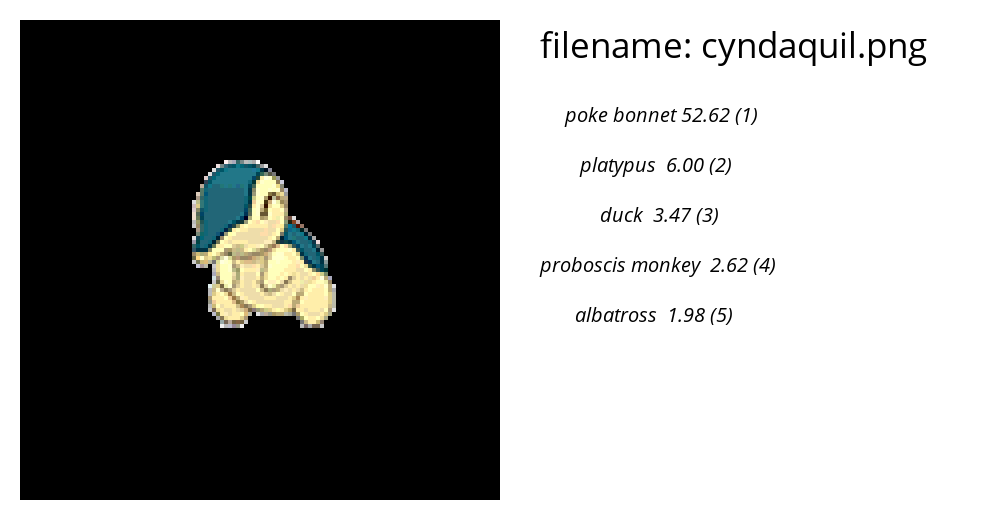 filename: cyndaquil.png
poke bonnet 52.62 (1)
platypus 6.00 (2)
duck 3.47 (3)
proboscis monkey 2.62 (4)
albatross 1.98 (5)